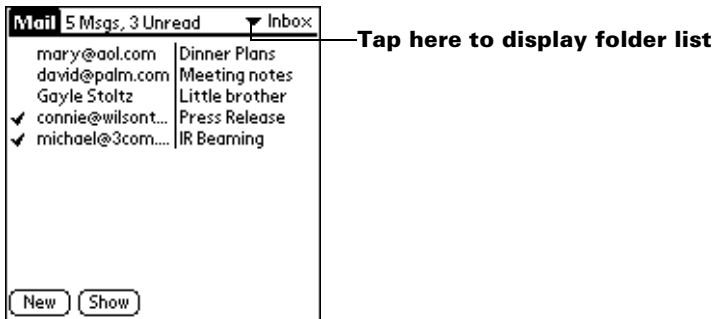 Mail 5 Msgs, 3 Unread Inbox
Tap here to display folder list
mary@aol.com Dinner Plans
david@palm.com Meeting notes
Gayle Stoltz Little brother
connie@wilsont... Press Release
michael@3com.... IR Beaming
New Show